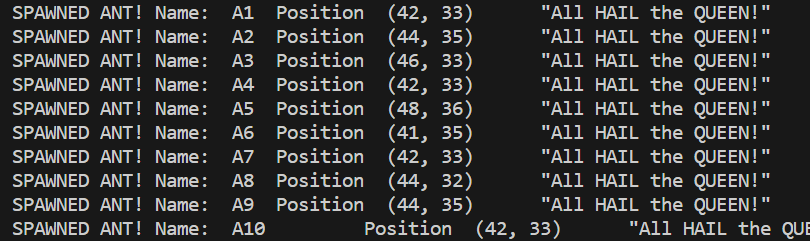 SPAWNED ANT! Name:  A1  Position  (42, 33)      "All HAIL the QUEEN!"
SPAWNED ANT! Name:  A2  Position  (44, 35)      "All HAIL the QUEEN!"
SPAWNED ANT! Name:  A3  Position  (46, 33)      "All HAIL the QUEEN!"
SPAWNED ANT! Name:  A4  Position  (42, 33)      "All HAIL the QUEEN!"
SPAWNED ANT! Name:  A5  Position  (48, 36)      "All HAIL the QUEEN!"
SPAWNED ANT! Name:  A6  Position  (41, 35)      "All HAIL the QUEEN!"
SPAWNED ANT! Name:  A7  Position  (42, 33)      "All HAIL the QUEEN!"
SPAWNED ANT! Name:  A8  Position  (44, 32)      "All HAIL the QUEEN!"
SPAWNED ANT! Name:  A9  Position  (44, 35)      "All HAIL the QUEEN!"
SPAWNED ANT! Name:  A10         Position  (42, 33)      "All HAIL the